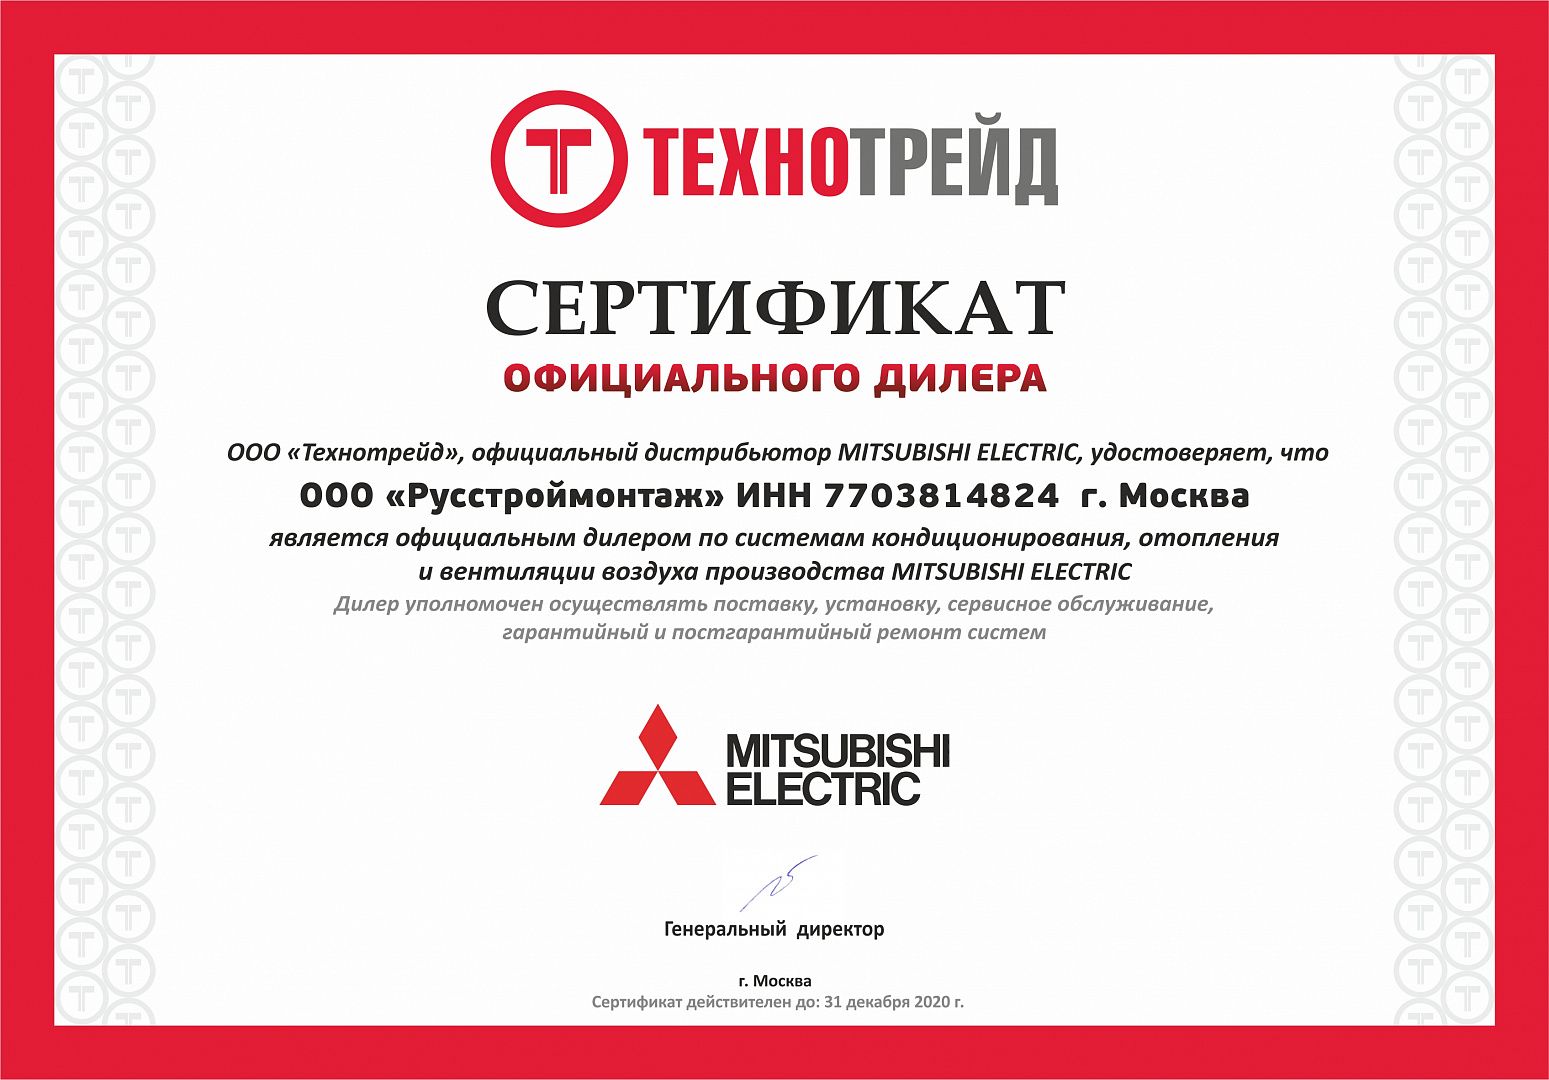 ТЕХНОТРЕЙД
СЕРТИФИКАТ
ОФИЦИАЛЬНОГО ДИЛЕРА
ООО «Технотрейд», официальный дистрибьютор MITSUBISHI ELECTRIC, удостоверяет, что
ООО «Русстроймонтаж» ИНН 7703814824 г. Москва
является официальным дилером по системам кондиционирования, отопления
и вентиляции воздуха производства MITSUBISHI ELECTRIC
Дилер уполномочен осуществлять поставку, установку, сервисное обслуживание,
гарантийный и постгарантийный ремонт систем
MITSUBISHI
ELECTRIC
Генеральный директор
г. Москва
Сертификат действителен до: 31 декабря 2020 г.